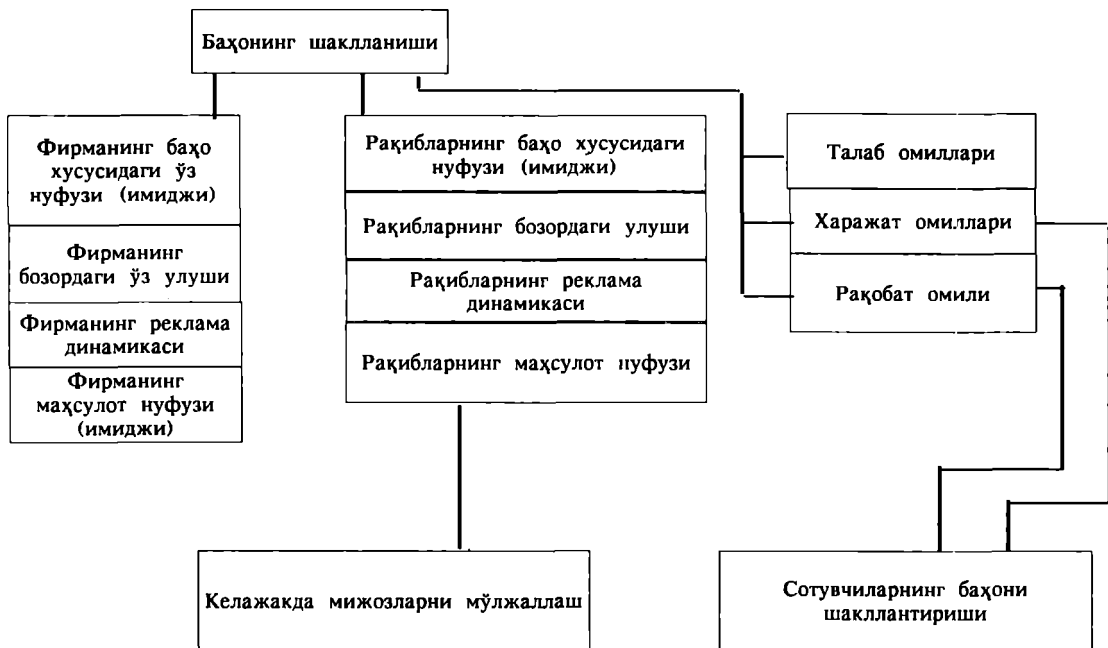 Баҳонинг шаклланиши
Фирманинг баҳо
хусусидаги ўз
нуфузи (имиджи)
Фирманинг
бозордаги ўз улуши
Фирманинг реклама
динамикаси
Фирманинг
маҳсулот нуфузи
(имиджи)
Рақибларнинг баҳо хусусидаги
нуфузи (имиджи)
Рақибларнинг бозордаги улуши
Рақибларнинг реклама
динамикаси
Рақибларнинг маҳсулот нуфузи
Талаб омиллари
Харажат омиллари
Рақобат омили
Келажакда мижозларни мўлжаллаш
Сотувчиларнинг баҳони
шакллантириши